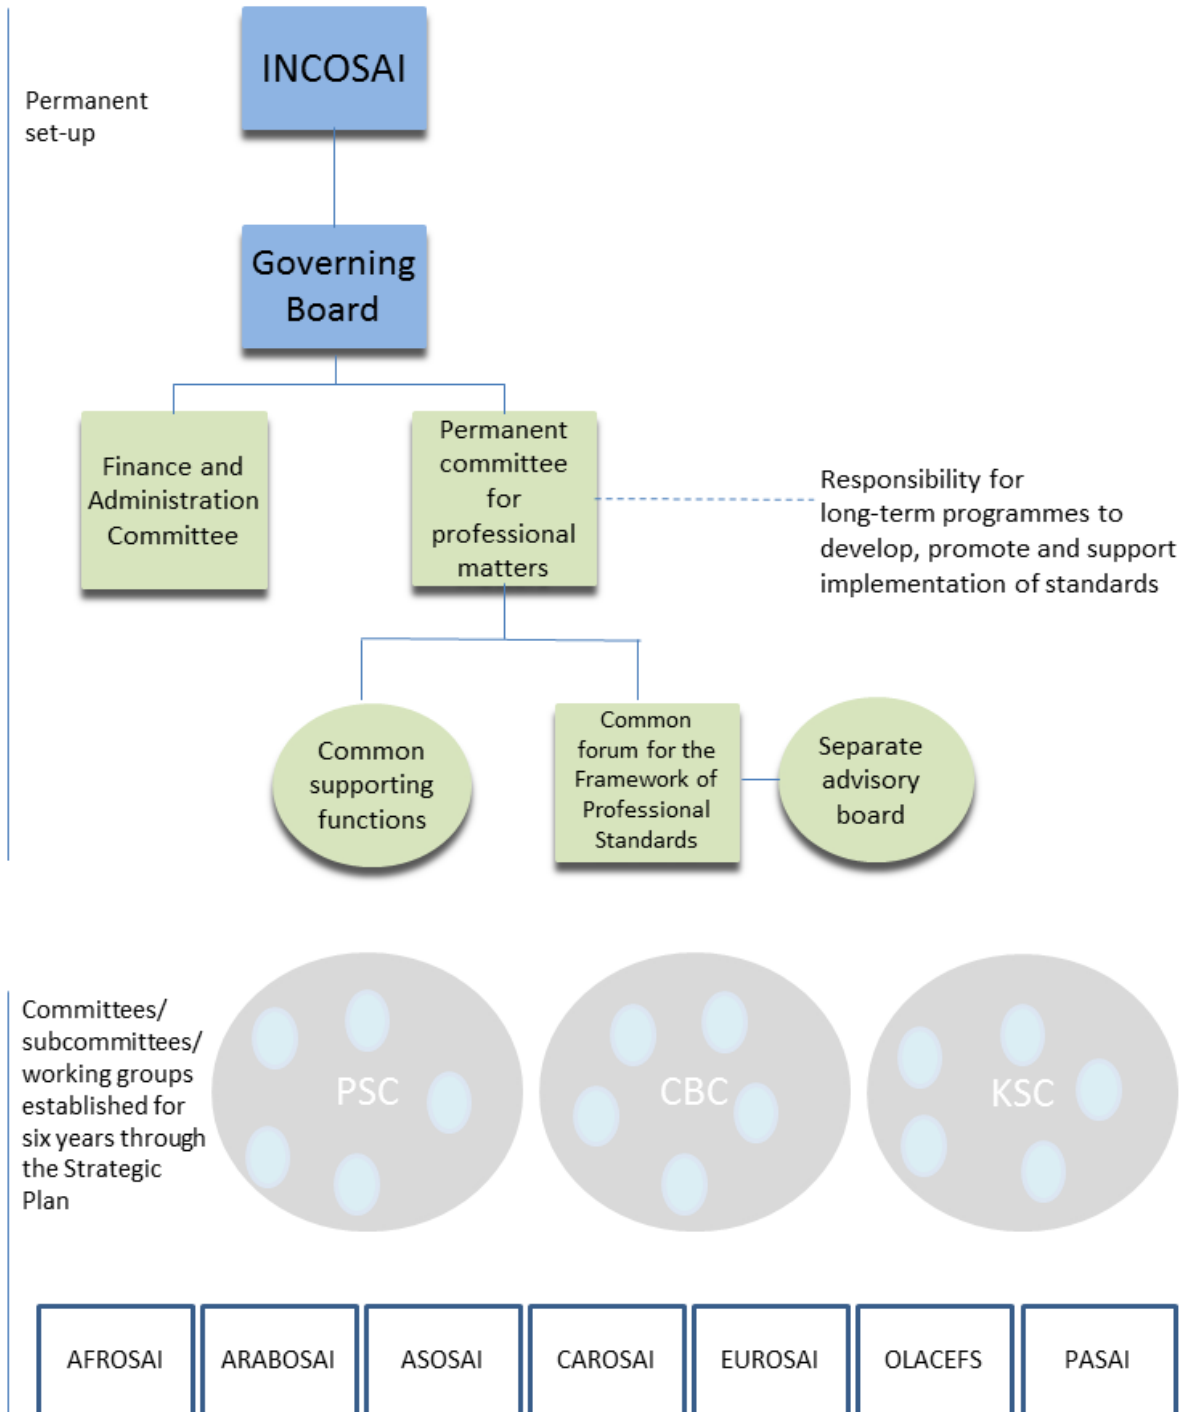 INCOSAI
Permanent
set-up
Governing
Board
Finance and
Administration
Committee
Permanent
committee
for
professional
matters
Responsibility for
long-term programmes to
develop, promote and support
implementation of standards
Common
supporting
functions
Common
forum for the
Framework of
Professional
Standards
Separate
advisory
board
Committees/
subcommittees/
working groups
established for
six years through
the Strategic
Plan
PSC
CBC
KSC
AFROSAI
ARABOSAI
ASOSAI
CAROSAI
EUROSAI
OLACEFS
PASAI